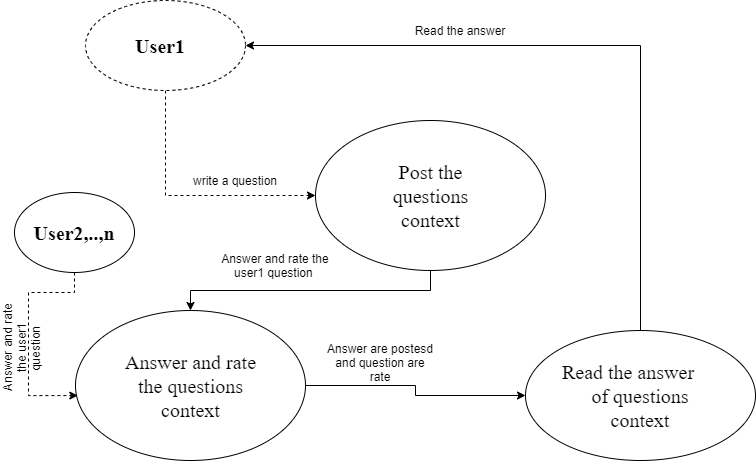 Read the answer
User1
write a question
Post the
questions
context
User2,..,n
Answer and rate the
user1 question
Answer and rate
the user1
question
Answer and rate
the questions
context
Answer are postesd
and question are
rate
Read the answer
of questions
context